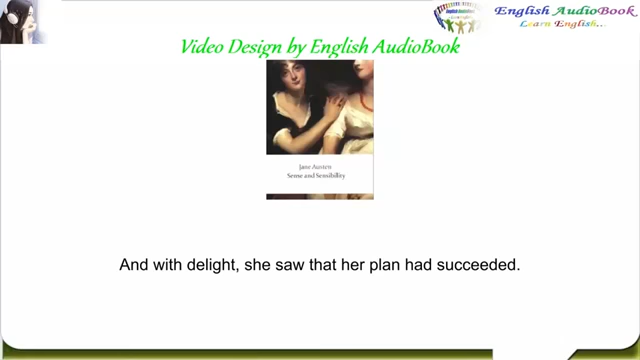 English AudioBook
Learn English...
Video Design by English AudioBook
Jane Austen
Sense and Sensibility
And with delight, she saw that her plan had succeeded.